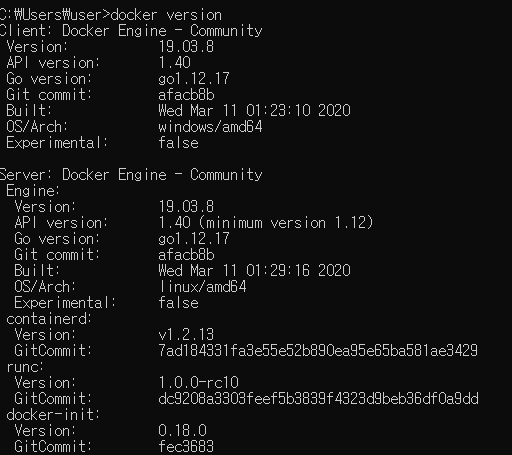 C:₩Users₩user>docker version
Client: Docker Engine - Community
 Version:           19.03.8
 API version:       1.40
 Go version:        go1.12.17
 Git commit:        afacb8b
 Built:             Wed Mar 11 01:23:10 2020
 OS/Arch:           windows/amd64
 Experimental:      false

Server: Docker Engine - Community
 Engine:
  Version:          19.03.8
  API version:      1.40 (minimum version 1.12)
  Go version:       go1.12.17
  Git commit:       afacb8b
  Built:            Wed Mar 11 01:29:16 2020
  OS/Arch:          linux/amd64
  Experimental:     false
 containerd:
  Version:          v1.2.13
  GitCommit:        7ad184331fa3e55e52b890ea95e65ba581ae3429
 runc:
  Version:          1.0.0-rc10
  GitCommit:        dc9208a3303feef5b3839f4323d9beb36df0a9dd
 docker-init:
  Version:          0.18.0
  GitCommit:        fec3683